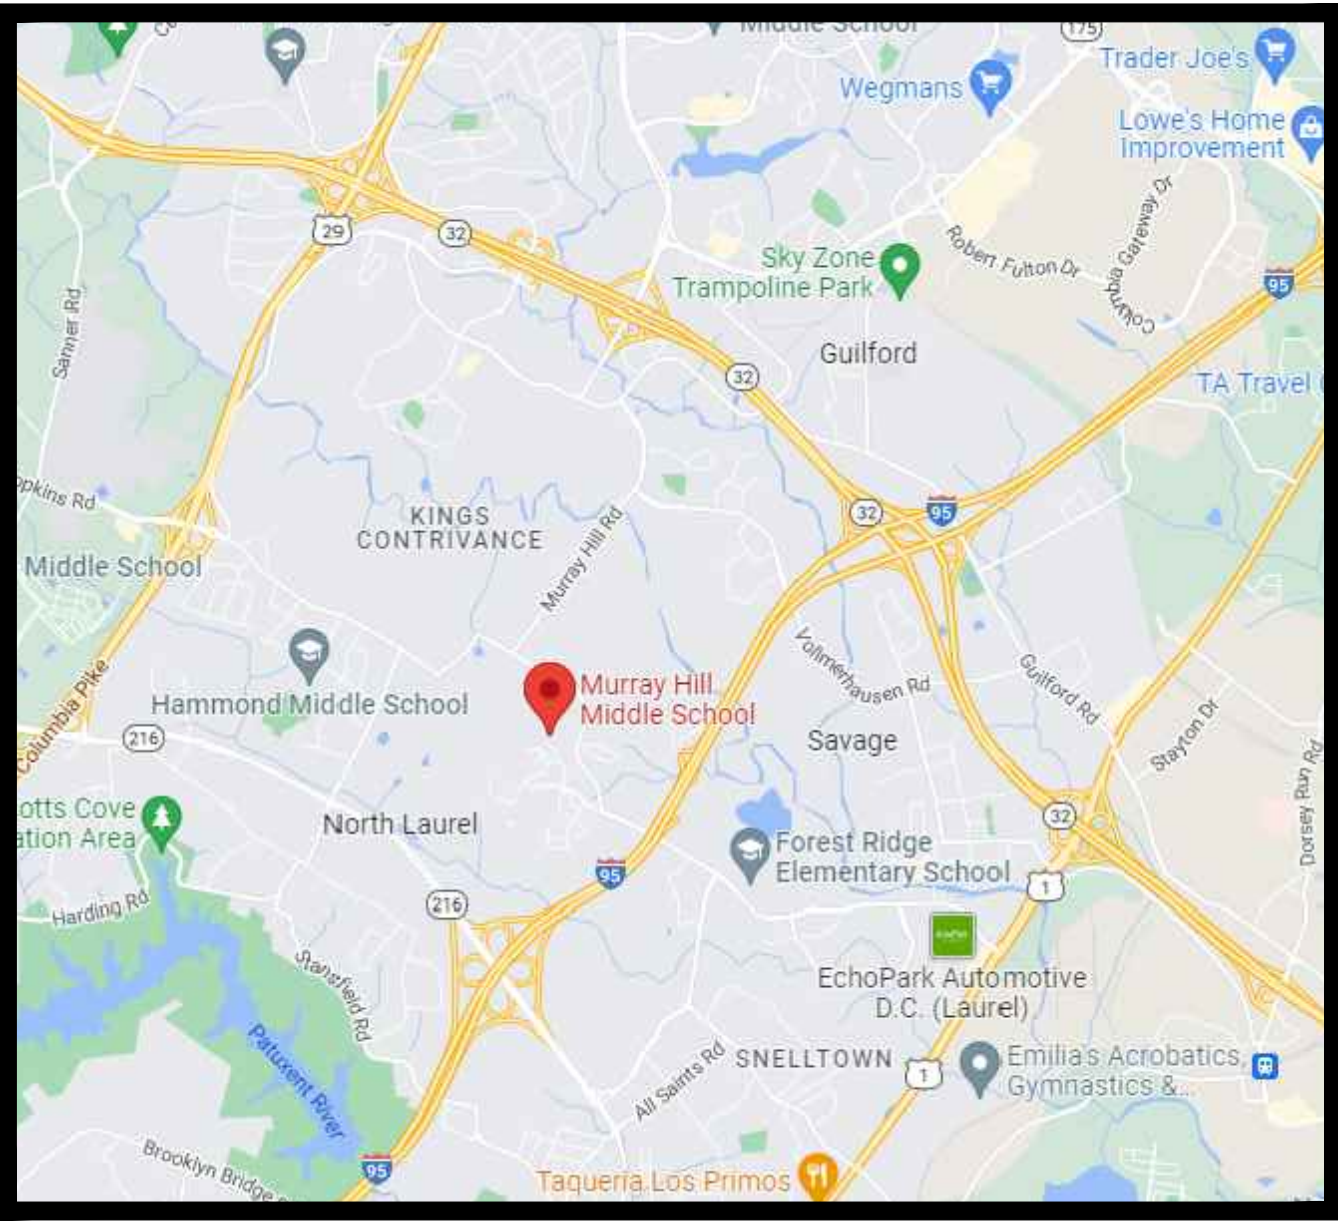 Middle School
175
Trader Joe's
Wegmans
Lowe's Home
Improvement
29
32
Sky Zone
Trampoline Park
Robert Fulton Dr
Columbia Gateway Dr
95
Sanner Rd
Guilford
32
TA Travel
opkins Rd
KINGS
CONTRIVANCE
32
95
Murray Hill Rd
Middle School
Hammond Middle School
Murray Hill
Middle School
Vollmerhausen Rd
Guilford Rd
Columbia Pike
216
Savage
Stayton Dr
Dorsey Run Rd
otts Cove
ation Area
North Laurel
32
Forest Ridge
Elementary School
95
1
Harding Rd
216
Stansfield Rd
EchoPark Automotive
D.C. (Laurel)
Patuxent River
All Saints Rd
SNELLTOWN
1
Emilia's Acrobatics,
Gymnastics &...
Brooklyn Bridge
95
Taqueria Los Primos